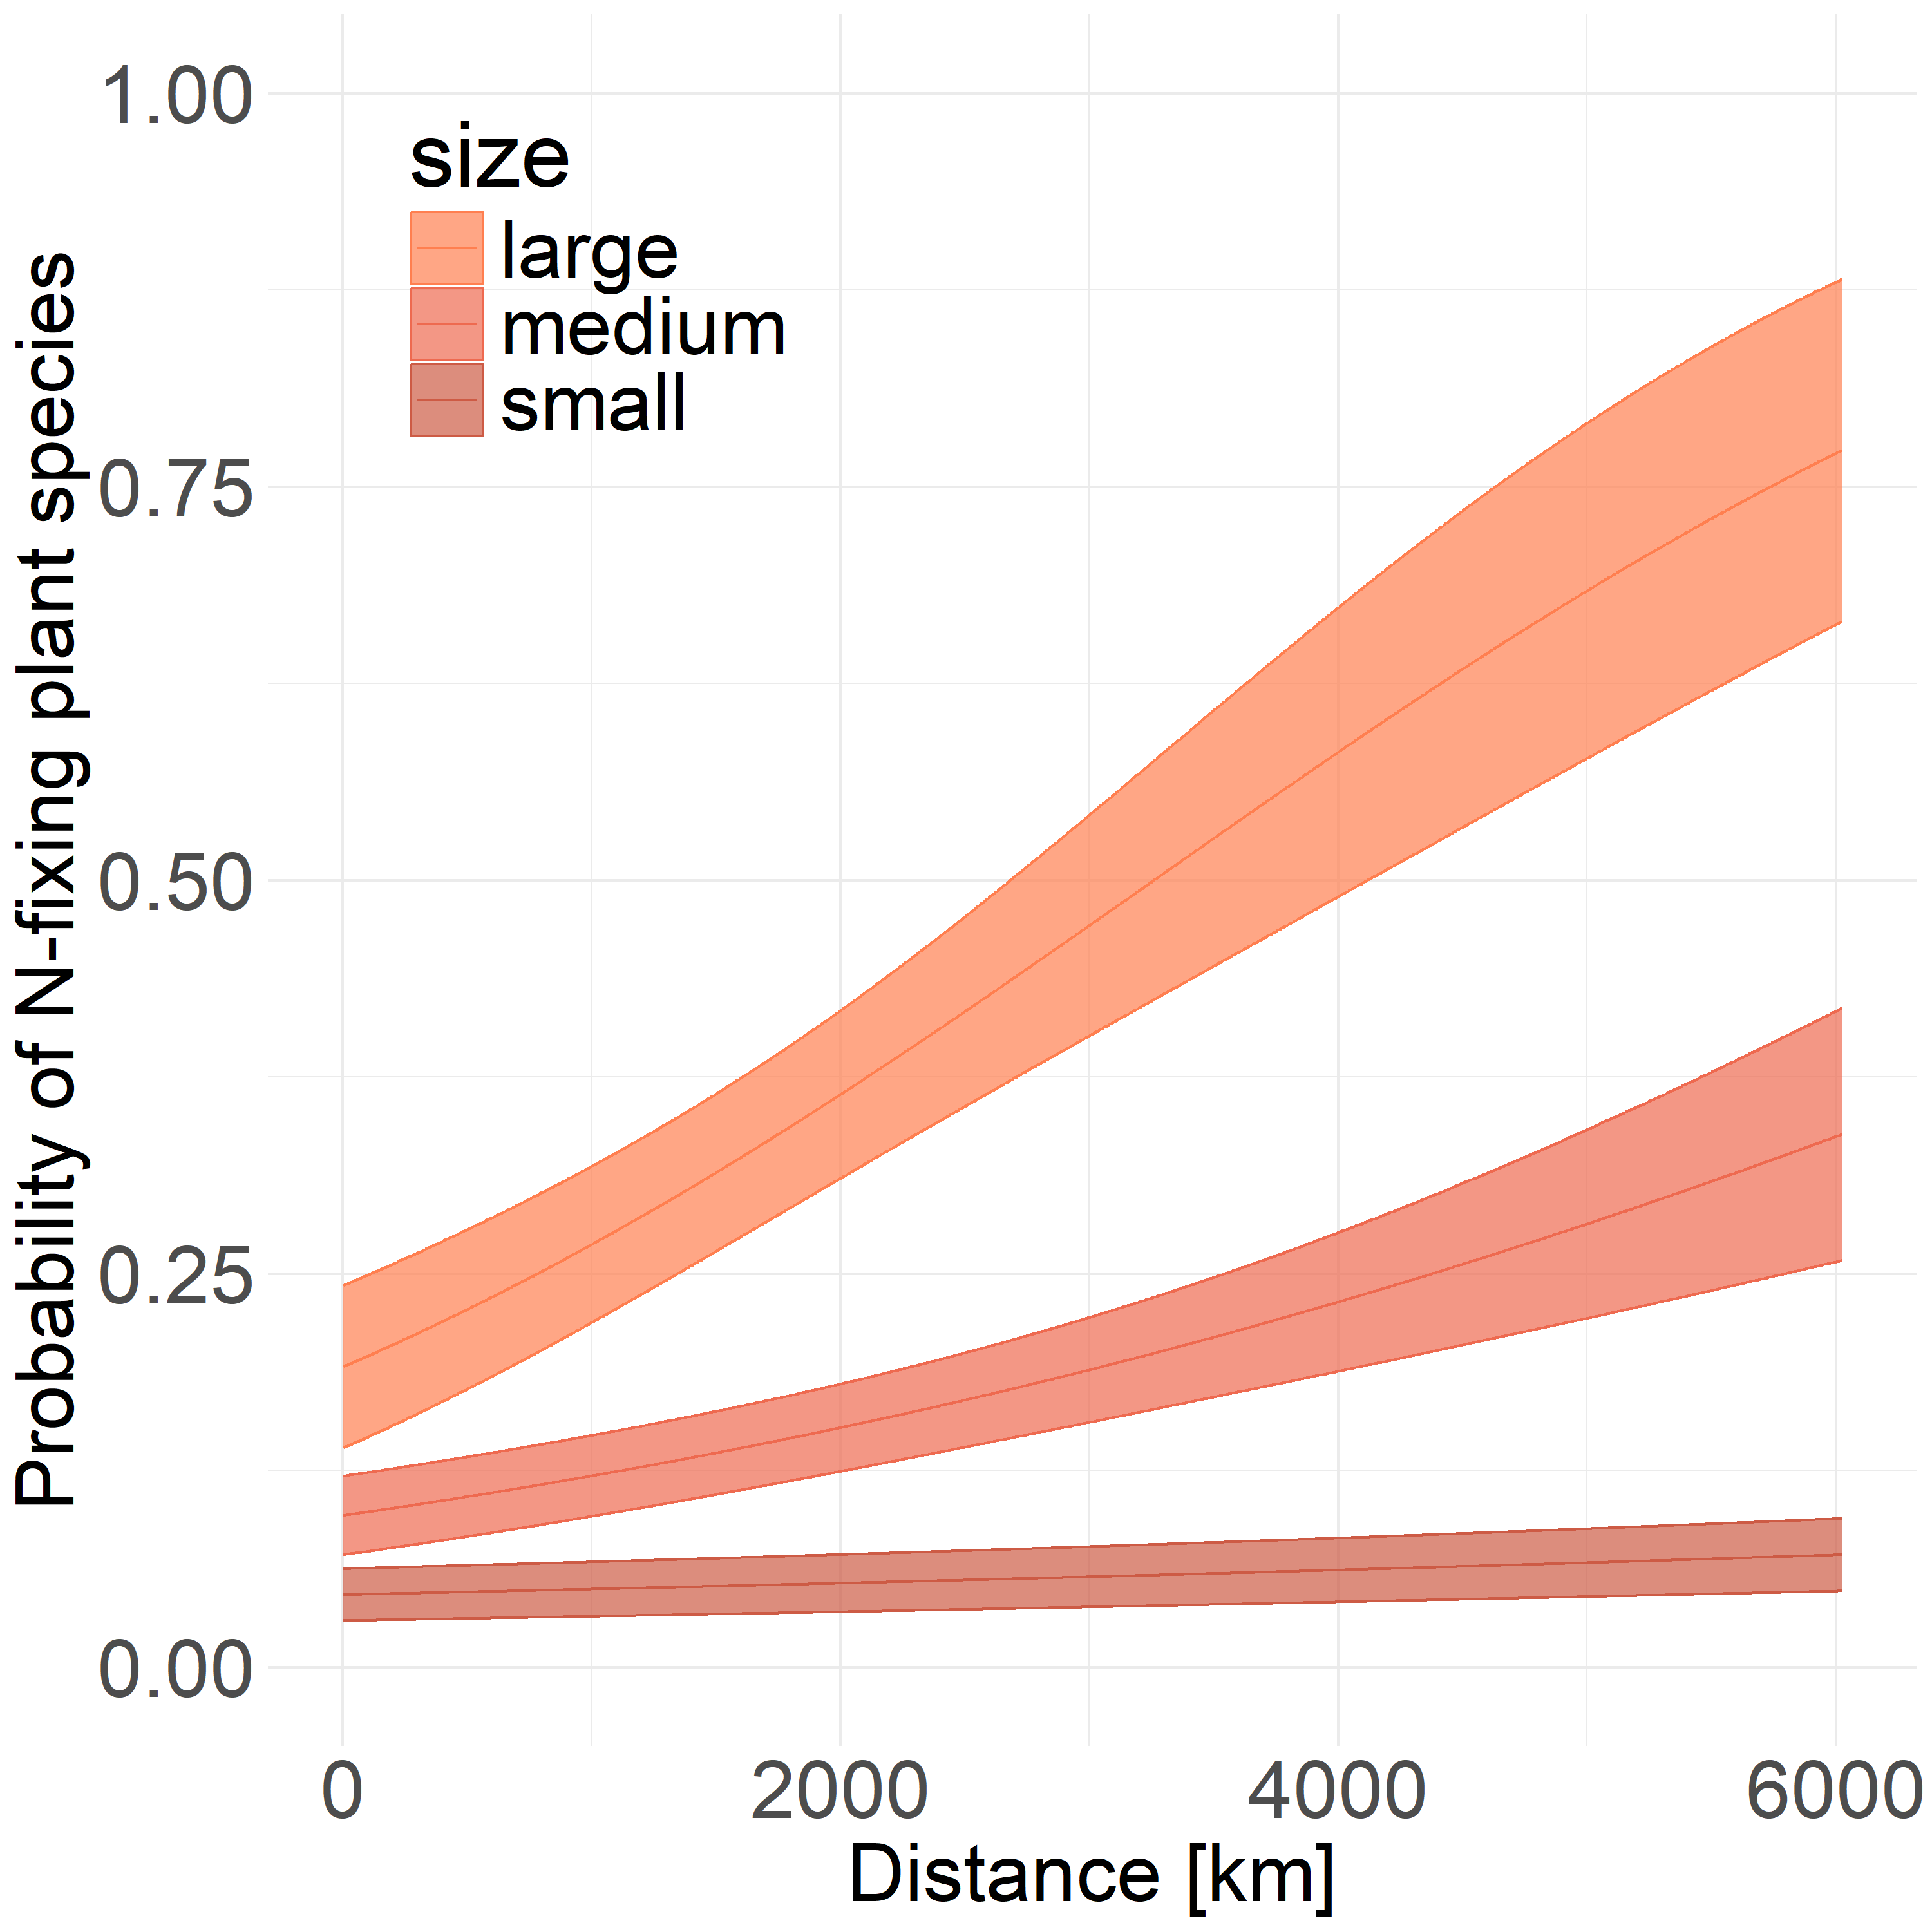 Probability of N-fixing plant species
1.00
0.75
0.50
0.25
0.00
size
large
medium
small
0 2000 4000 6000
Distance [km]